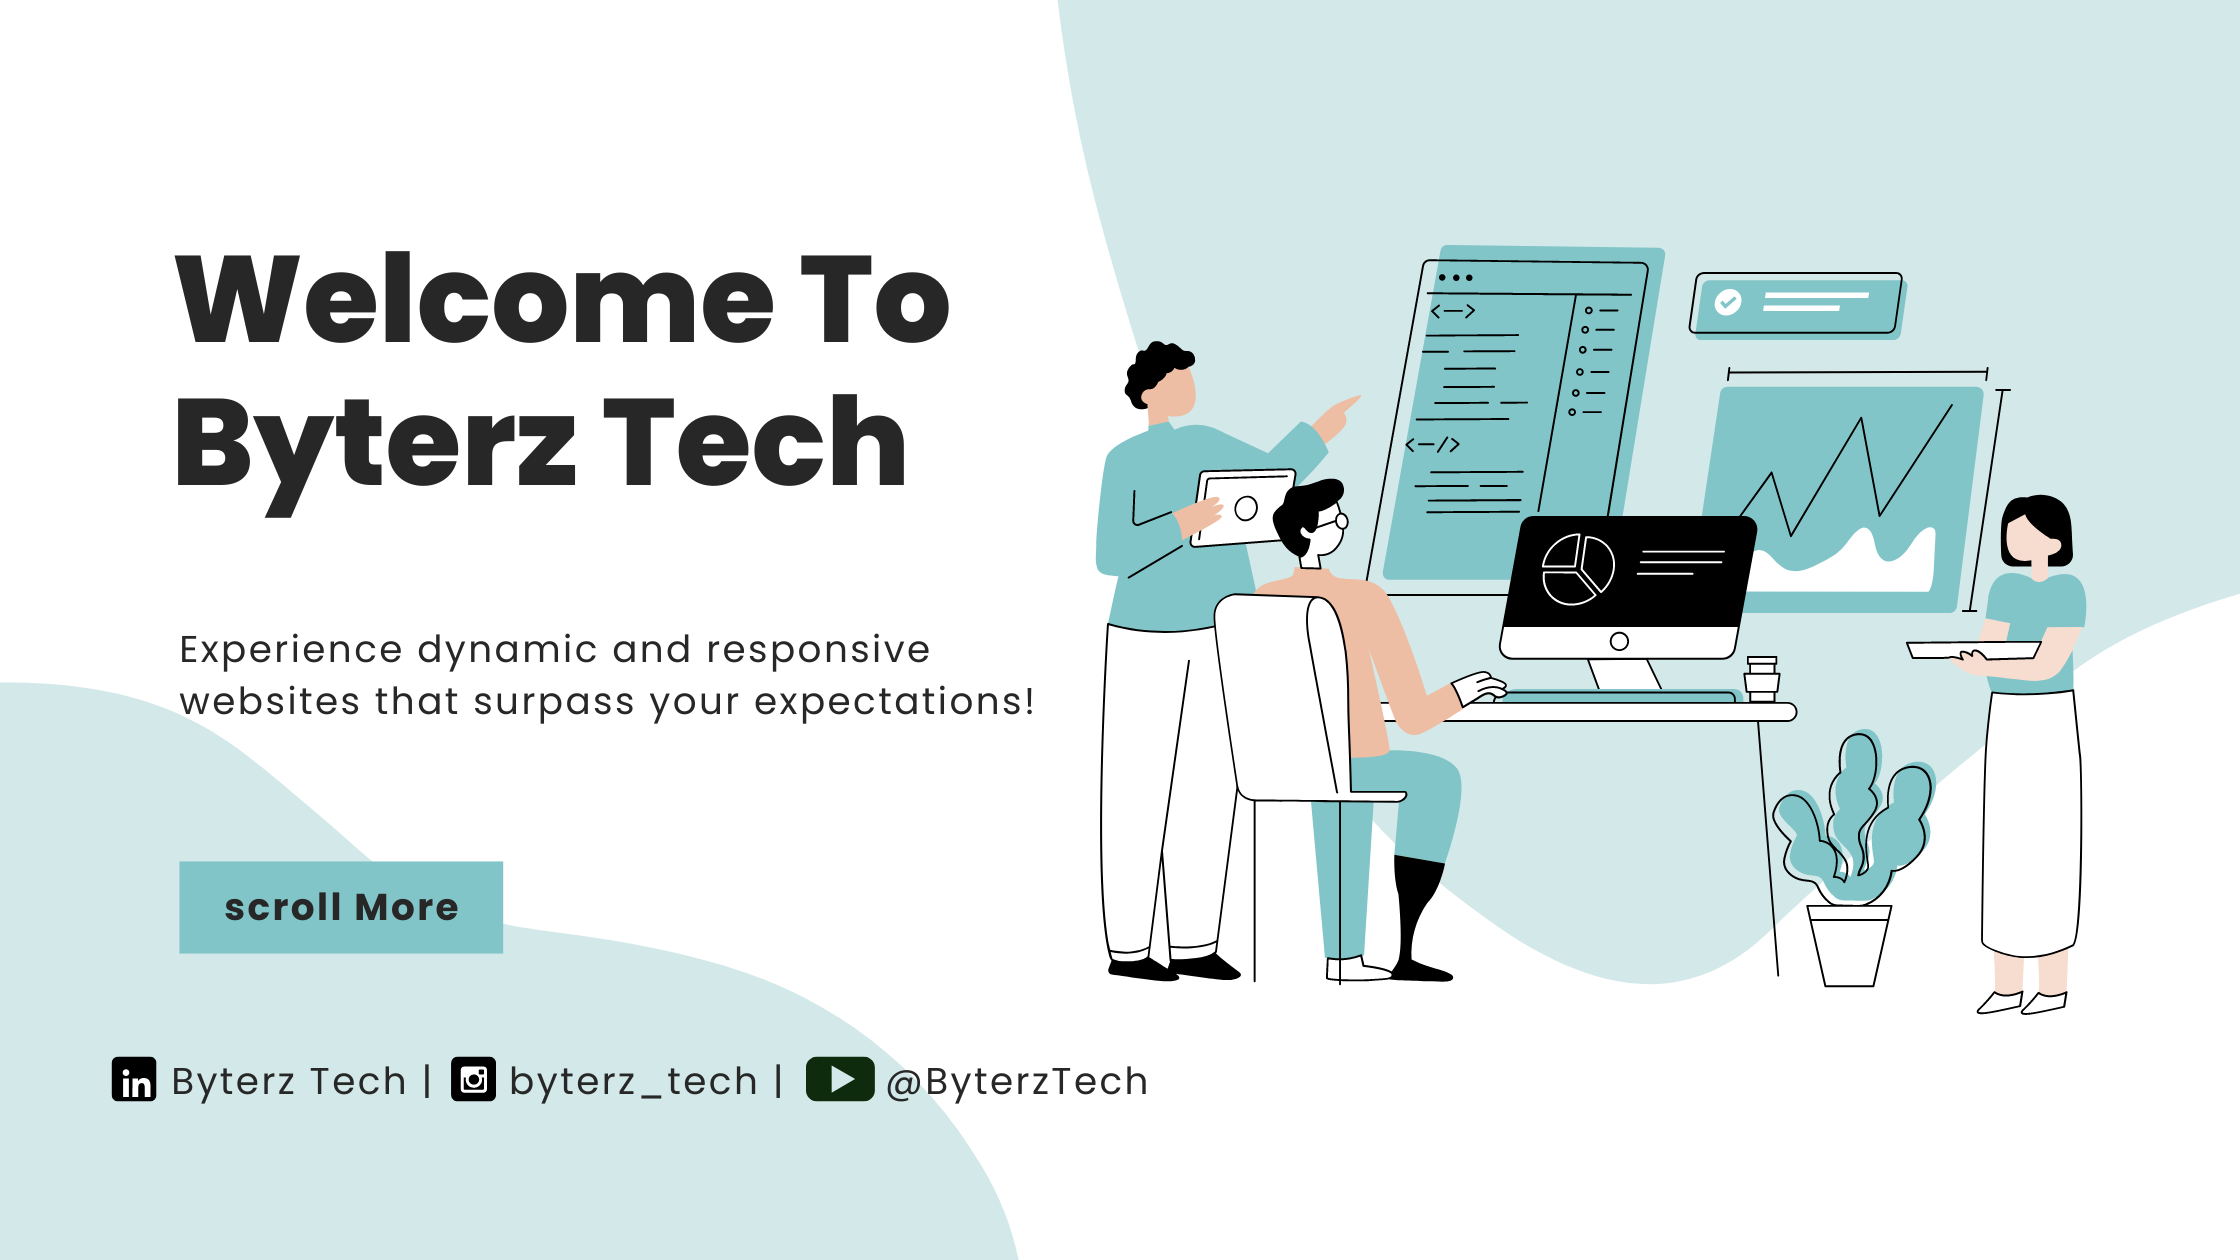 Welcome To
Byterz Tech
Experience dynamic and responsive
websites that surpass your expectations!
scroll More
in Byterz Tech | byterz_tech | @ByterzTech